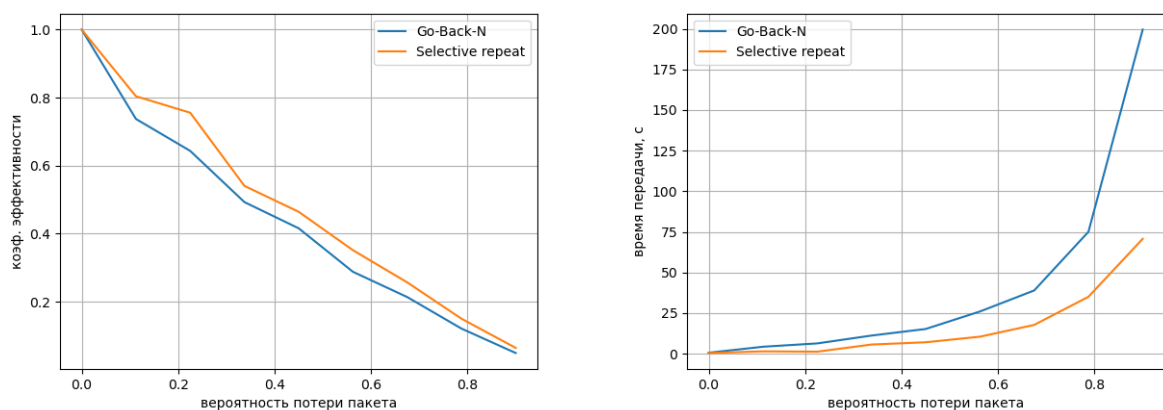 1.0
0.8
0.6
0.4
0.2
коэф. эффективности
Go-Back-N
Selective repeat
0.0 0.2 0.4 0.6 0.8
вероятность потери пакета
200
175
150
125
100
75
50
25
0
время передачи, с
Go-Back-N
Selective repeat
0.0 0.2 0.4 0.6 0.8
вероятность потери пакета